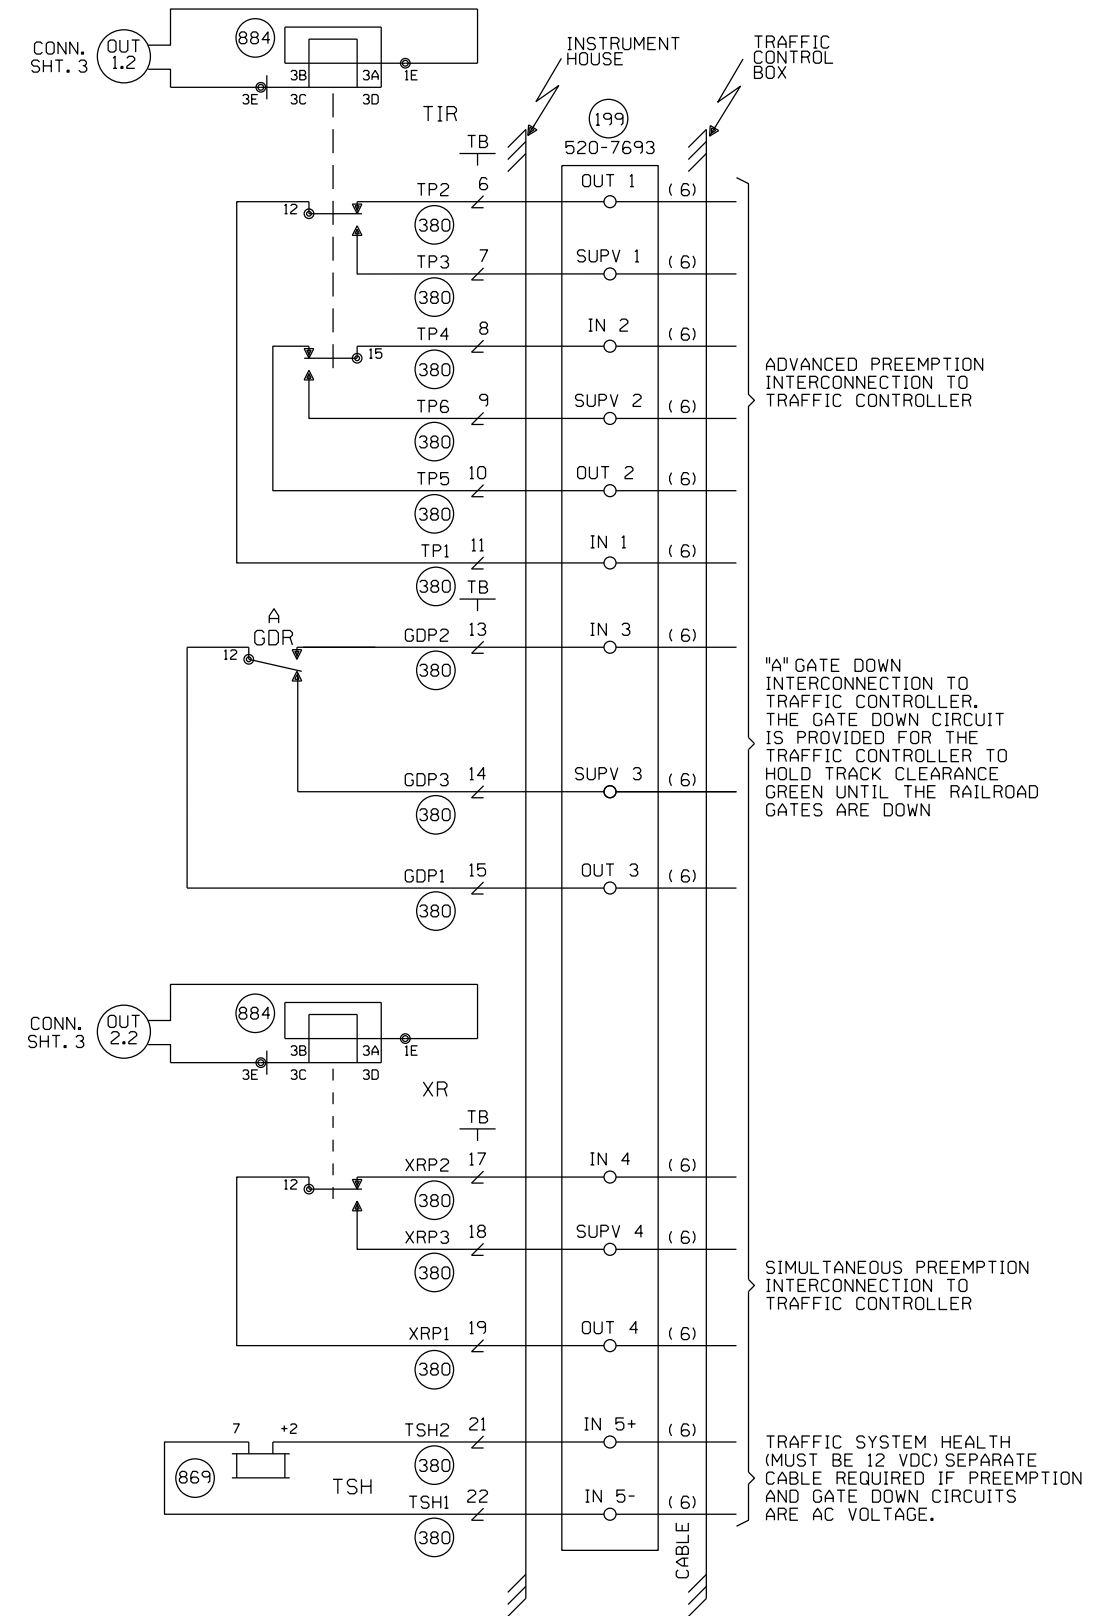 CONN.
SHT. 3
OUT
1.2
884
3B
3A
1E
3E
3C
3D
TIR
INSTRUMENT
HOUSE
TRAFFIC
CONTROL
BOX
199
520-7693
TB
TP2
6
OUT 1
(6)
12
380
TP3
7
SUPV 1
(6)
380
TP4
8
IN 2
(6)
15
380
TP6
9
SUPV 2
(6)
380
TP5
10
OUT 2
(6)
380
TP1
11
IN 1
(6)
380
ADVANCED PREEMPTION
INTERCONNECTION TO
TRAFFIC CONTROLLER
TB
A
GDR
12
GDP2
13
IN 3
(6)
380
GDP3
14
SUPV 3
(6)
380
GDP1
15
OUT 3
(6)
380
"A" GATE DOWN
INTERCONNECTION TO
TRAFFIC CONTROLLER.
THE GATE DOWN CIRCUIT
IS PROVIDED FOR THE
TRAFFIC CONTROLLER TO
HOLD TRACK CLEARANCE
GREEN UNTIL THE RAILROAD
GATES ARE DOWN
CONN.
SHT. 3
OUT
2.2
884
3B
3A
1E
3E
3C
3D
XR
TB
XRP2
17
IN 4
(6)
12
380
XRP3
18
SUPV 4
(6)
380
XRP1
19
OUT 4
(6)
380
SIMULTANEOUS PREEMPTION
INTERCONNECTION TO
TRAFFIC CONTROLLER
7
+2
TSH2
21
IN 5+
(6)
869
380
TSH
TSH1
22
IN 5-
(6)
380
CABLE
TRAFFIC SYSTEM HEALTH
(MUST BE 12 VDC) SEPARATE
CABLE REQUIRED IF PREEMPTION
AND GATE DOWN CIRCUITS
ARE AC VOLTAGE.